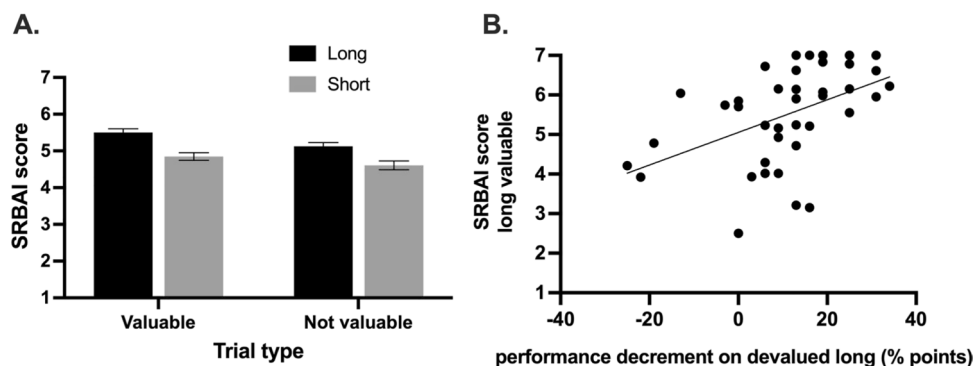 A.
Long
Short
SRBAI score
7
6
5
4
3
2
1
Valuable
Not valuable
Trial type
B.
SRBAI score
long valuable
7
6
5
4
3
2
1
-40
-20
0
20
40
performance decrement on devalued long (% points)